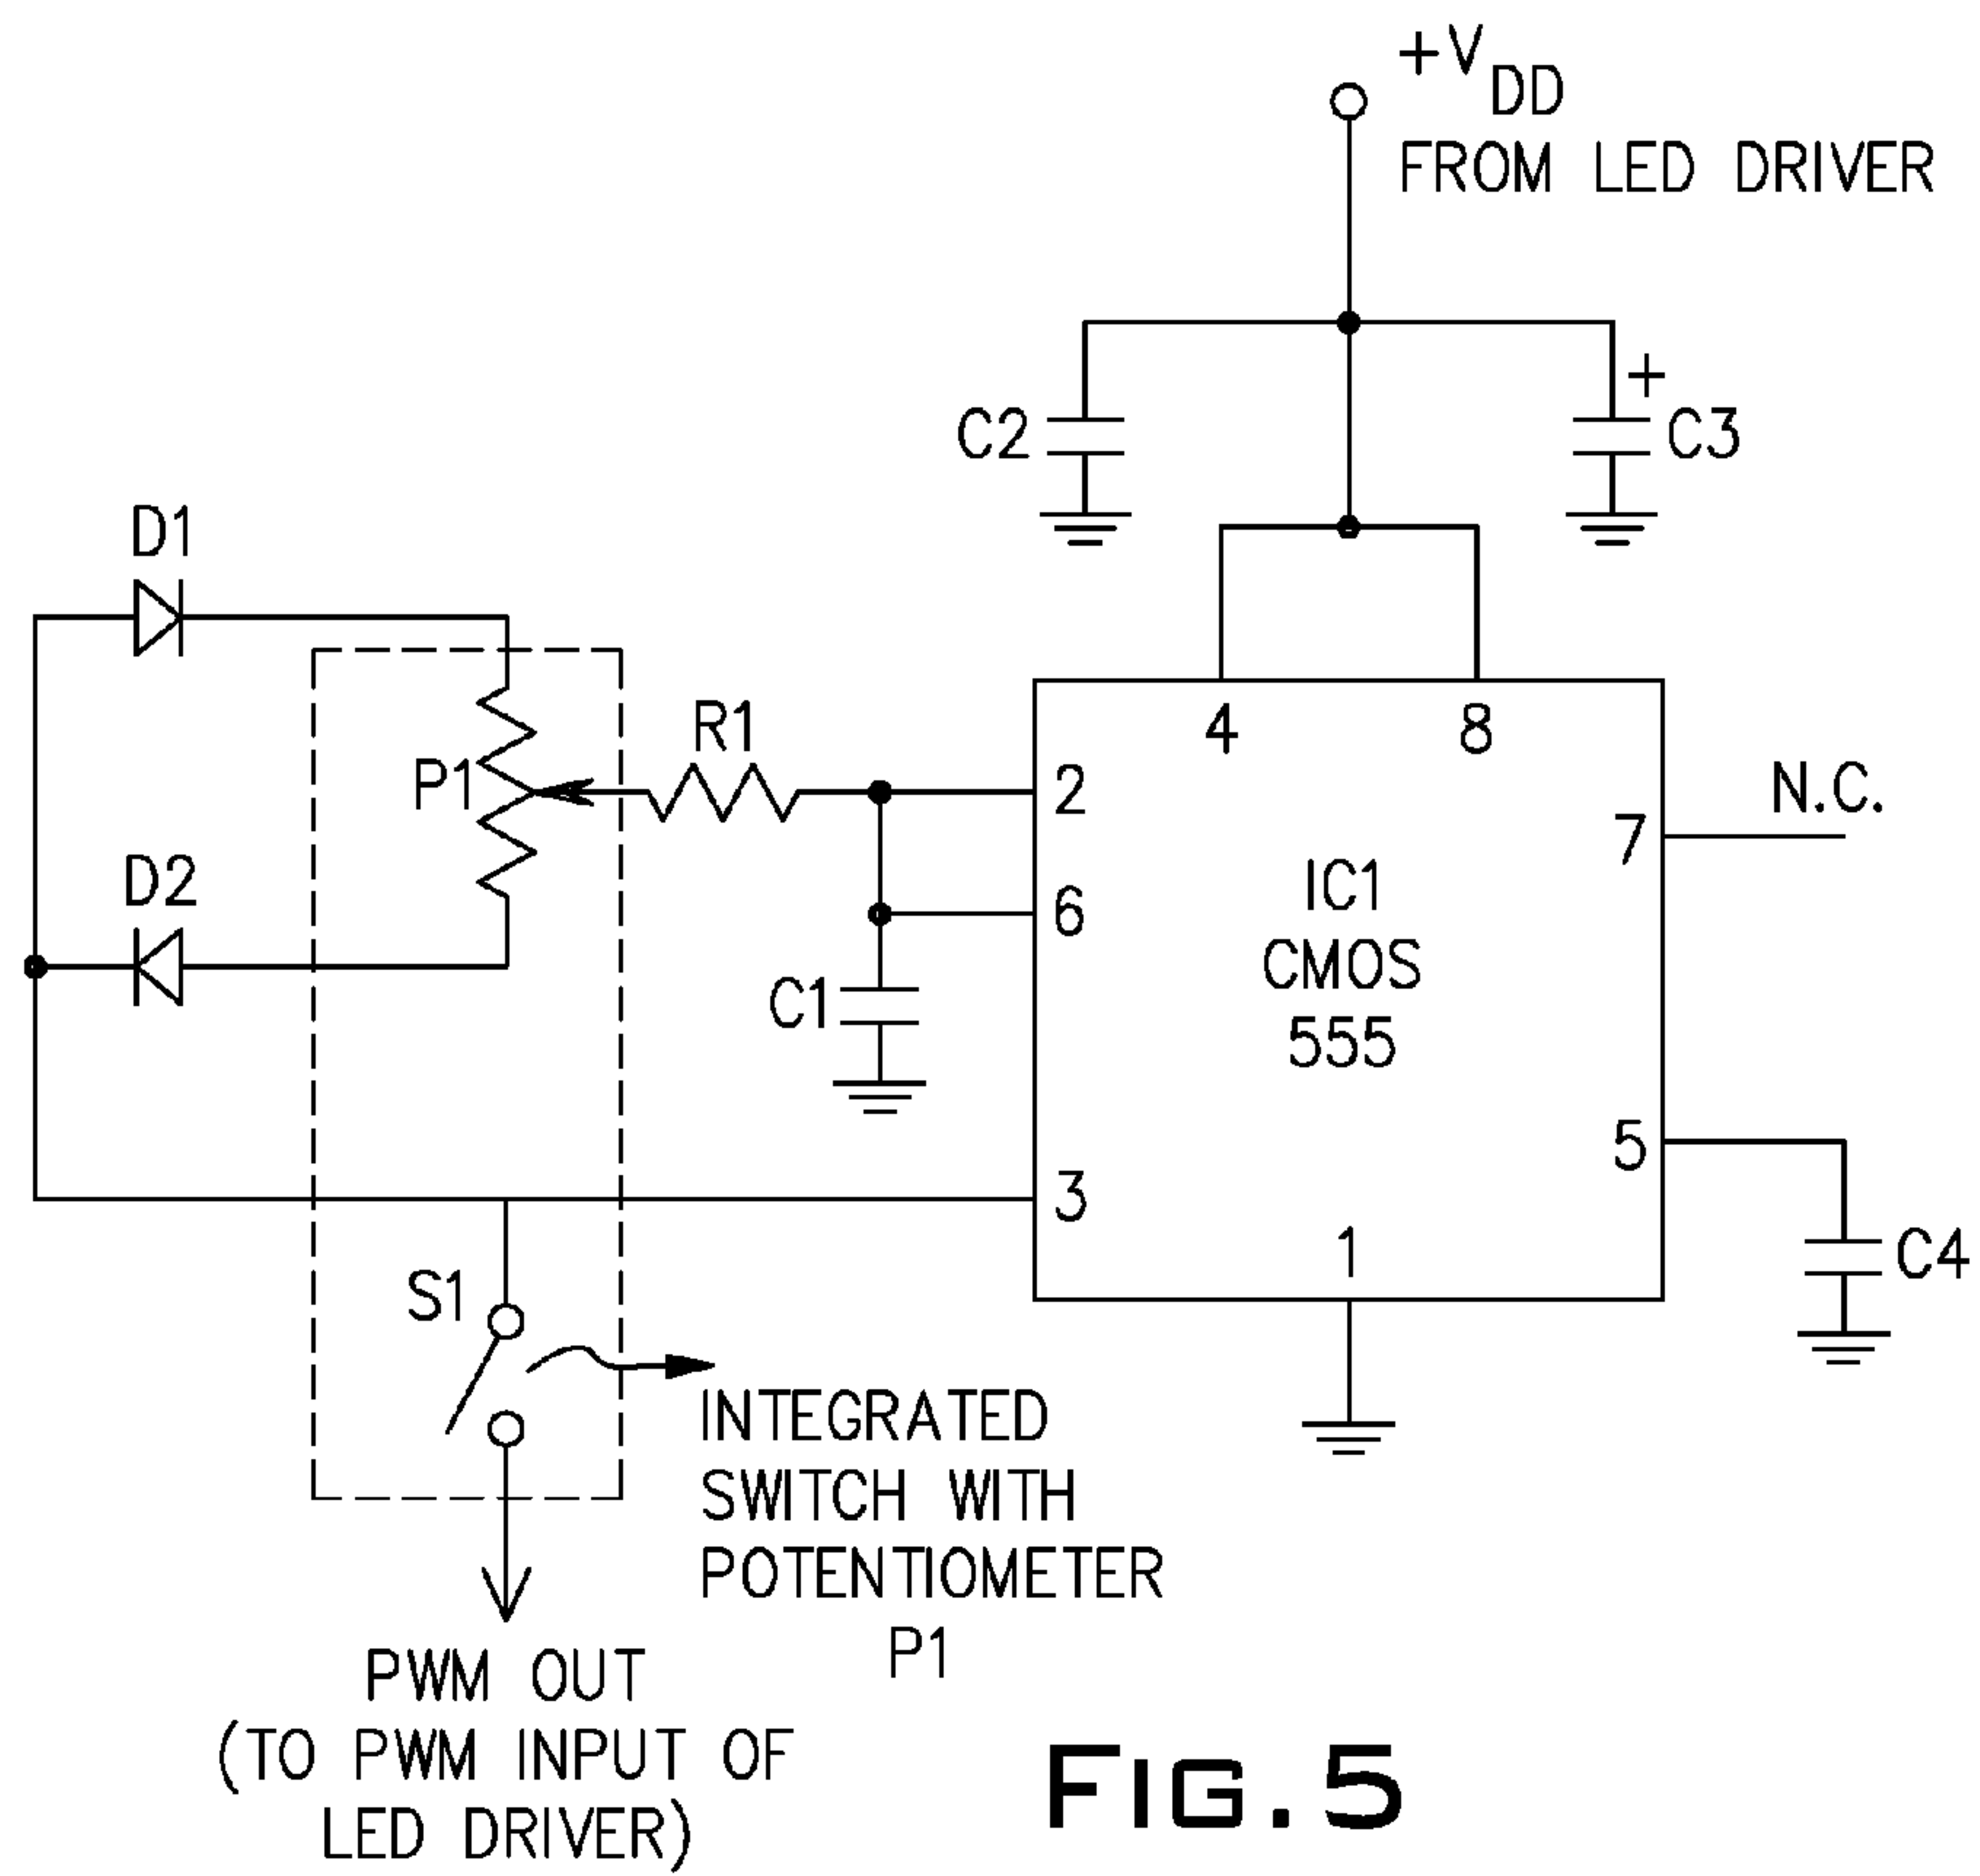 +VDD
FROM LED DRIVER
C2
+
C3
D1
R1
4
8
P1
2
N.C.
7
D2
6
IC1
CMOS
555
C1
5
3
1
C4
S1
INTEGRATED
SWITCH WITH
POTENTIOMETER
P1
PWM OUT
(TO PWM INPUT OF
LED DRIVER)
FIG.5